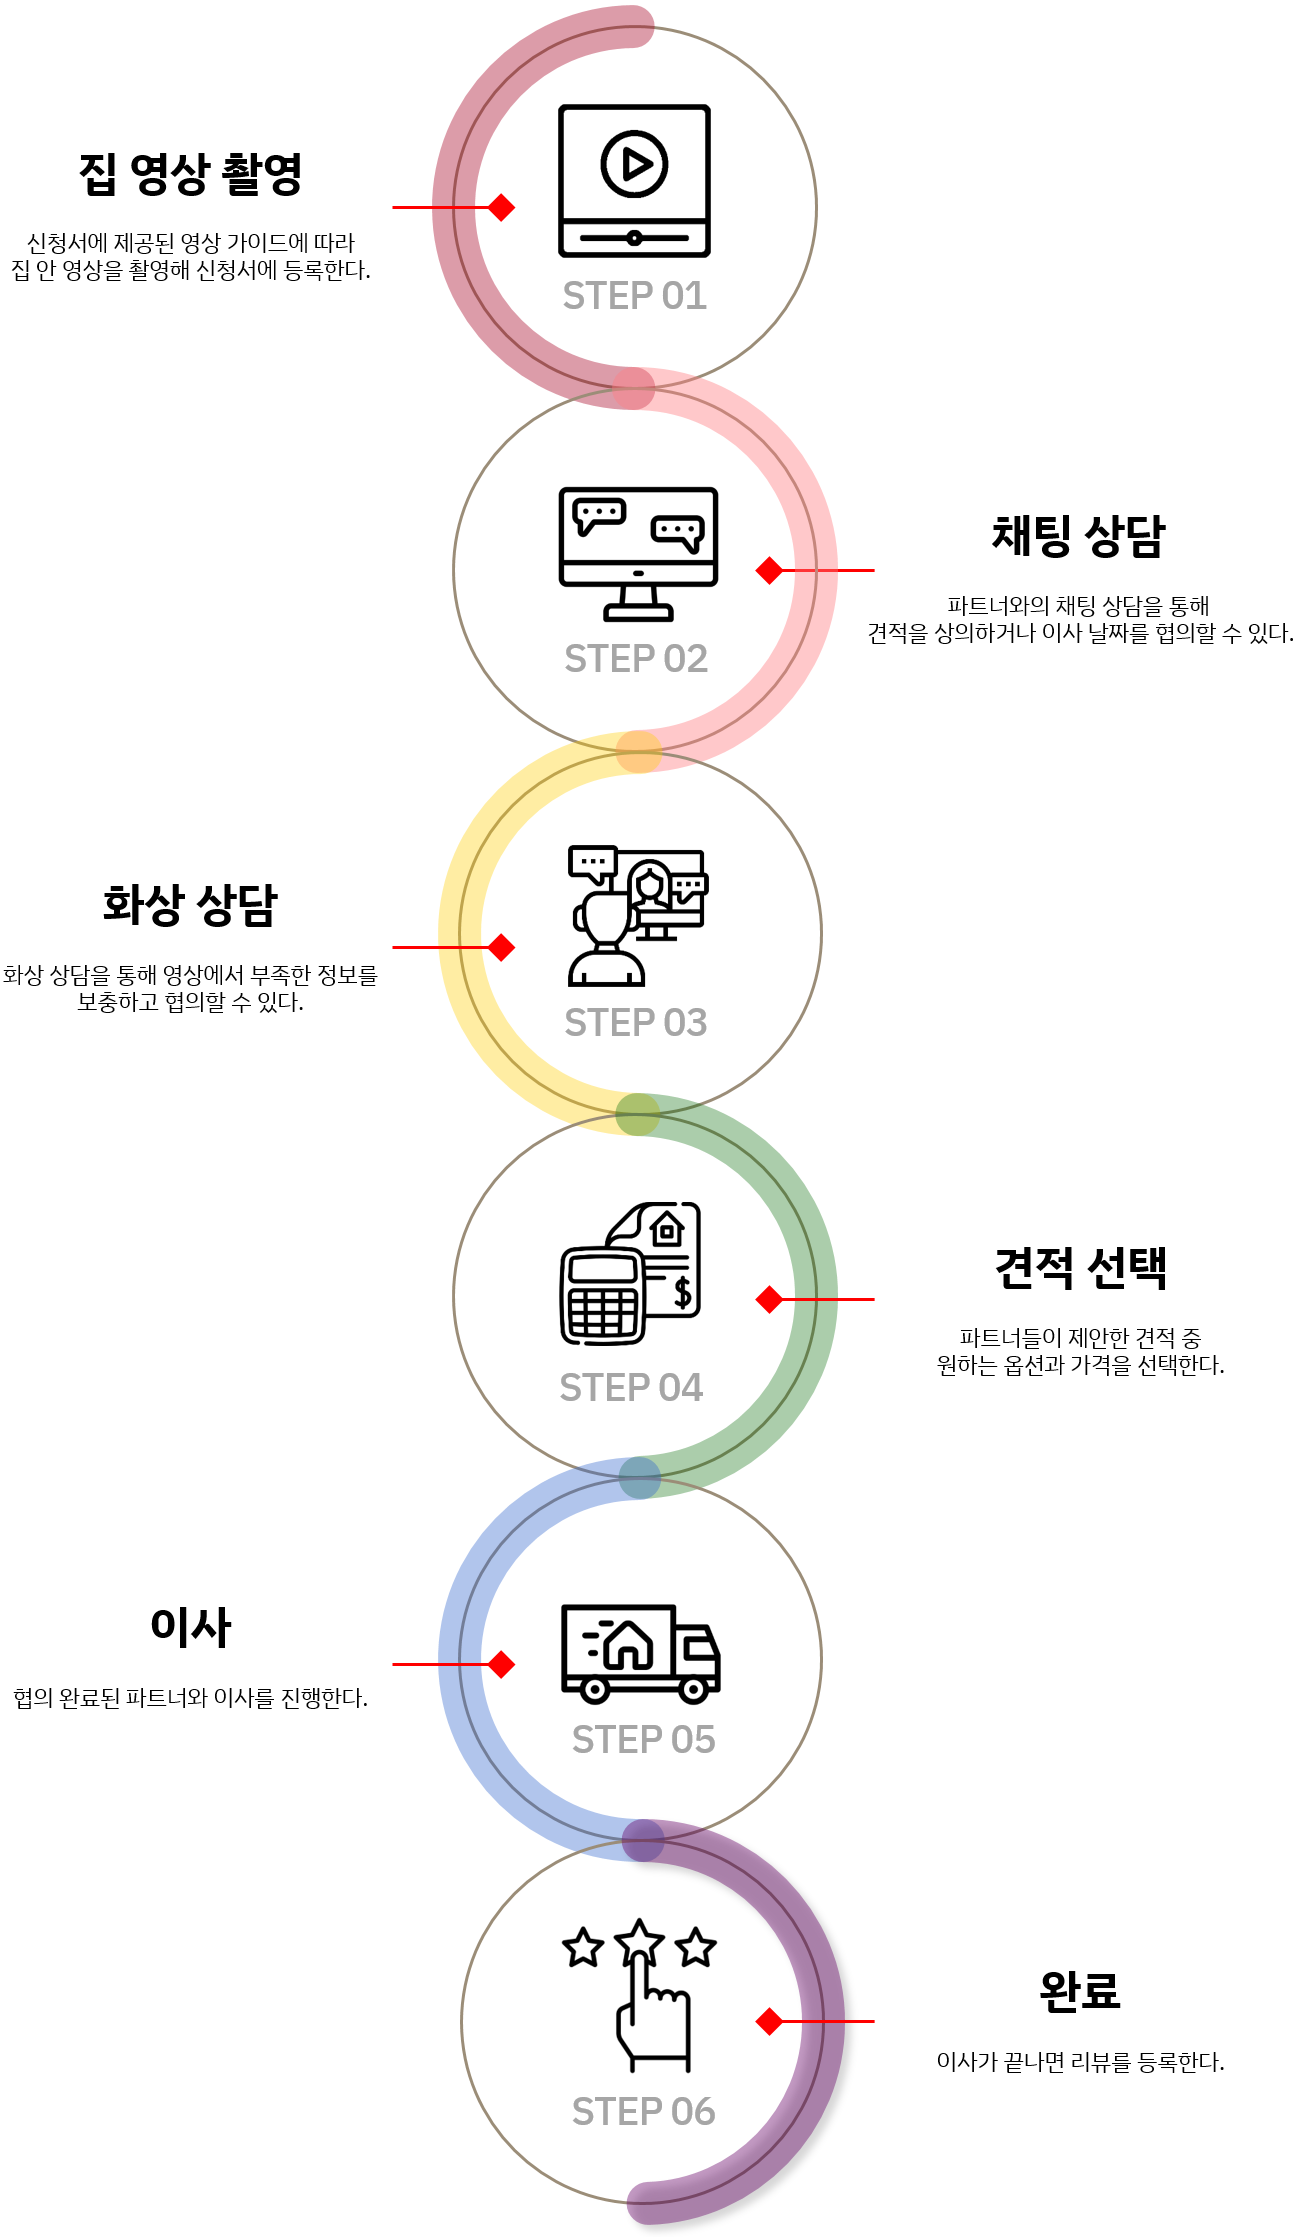 집 영상 촬영
신청서에 제공된 영상 가이드에 따라
집 안 영상을 촬영해 신청서에 등록한다.
STEP 01
채팅 상담
파트너와의 채팅 상담을 통해
견적을 상의하거나 이사 날짜를 협의할 수 있다.
STEP 02
화상 상담
화상 상담을 통해 영상에서 부족한 정보를
보충하고 협의할 수 있다.
STEP 03
견적 선택
파트너들이 제안한 견적 중
원하는 옵션과 가격을 선택한다.
STEP 04
이사
협의 완료된 파트너와 이사를 진행한다.
STEP 05
완료
이사가 끝나면 리뷰를 등록한다.
STEP 06